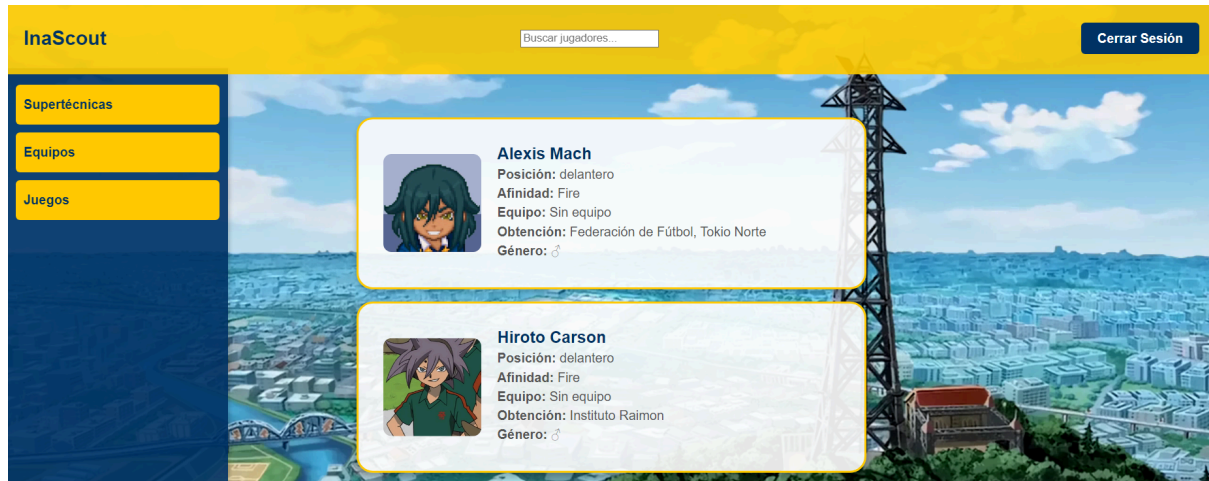 InaScout
Buscar jugadores...
Cerrar Sesión
Supertécnicas
Equipos
Juegos
Alexis Mach
Posición: delantero
Afinidad: Fire
Equipo: Sin equipo
Obtención: Federación de Fútbol, Tokio Norte
Género: ♂
Hiroto Carson
Posición: delantero
Afinidad: Fire
Equipo: Sin equipo
Obtención: Instituto Raimon
Género: ♂